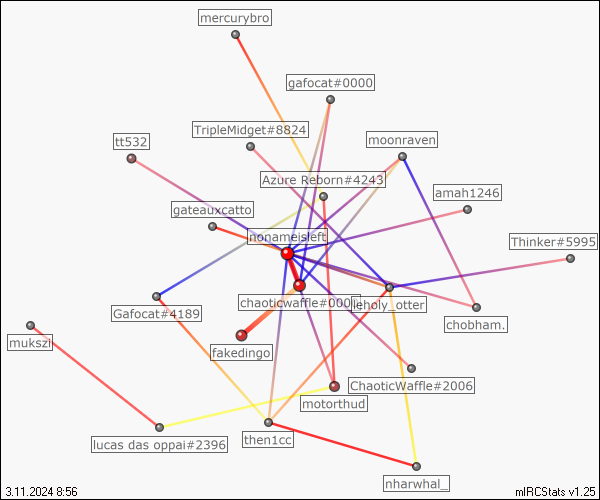 mercurybro
gafocat#0000
TripleMidget#8824
tt532
moonraven
Azure Reborn#4243
amah1246
gateauxcatto
nonameisleft
Thinker#5995
chaoticwaffle#000
leholy_otter
Gafocat#4189
chobham.
mukszi
fakedingo
ChaoticWaffle#2006
motorthud
then1cc
lucas das oppai#2396
nharwhal_
3.11.2024 8:56
mIRCStats v1.25